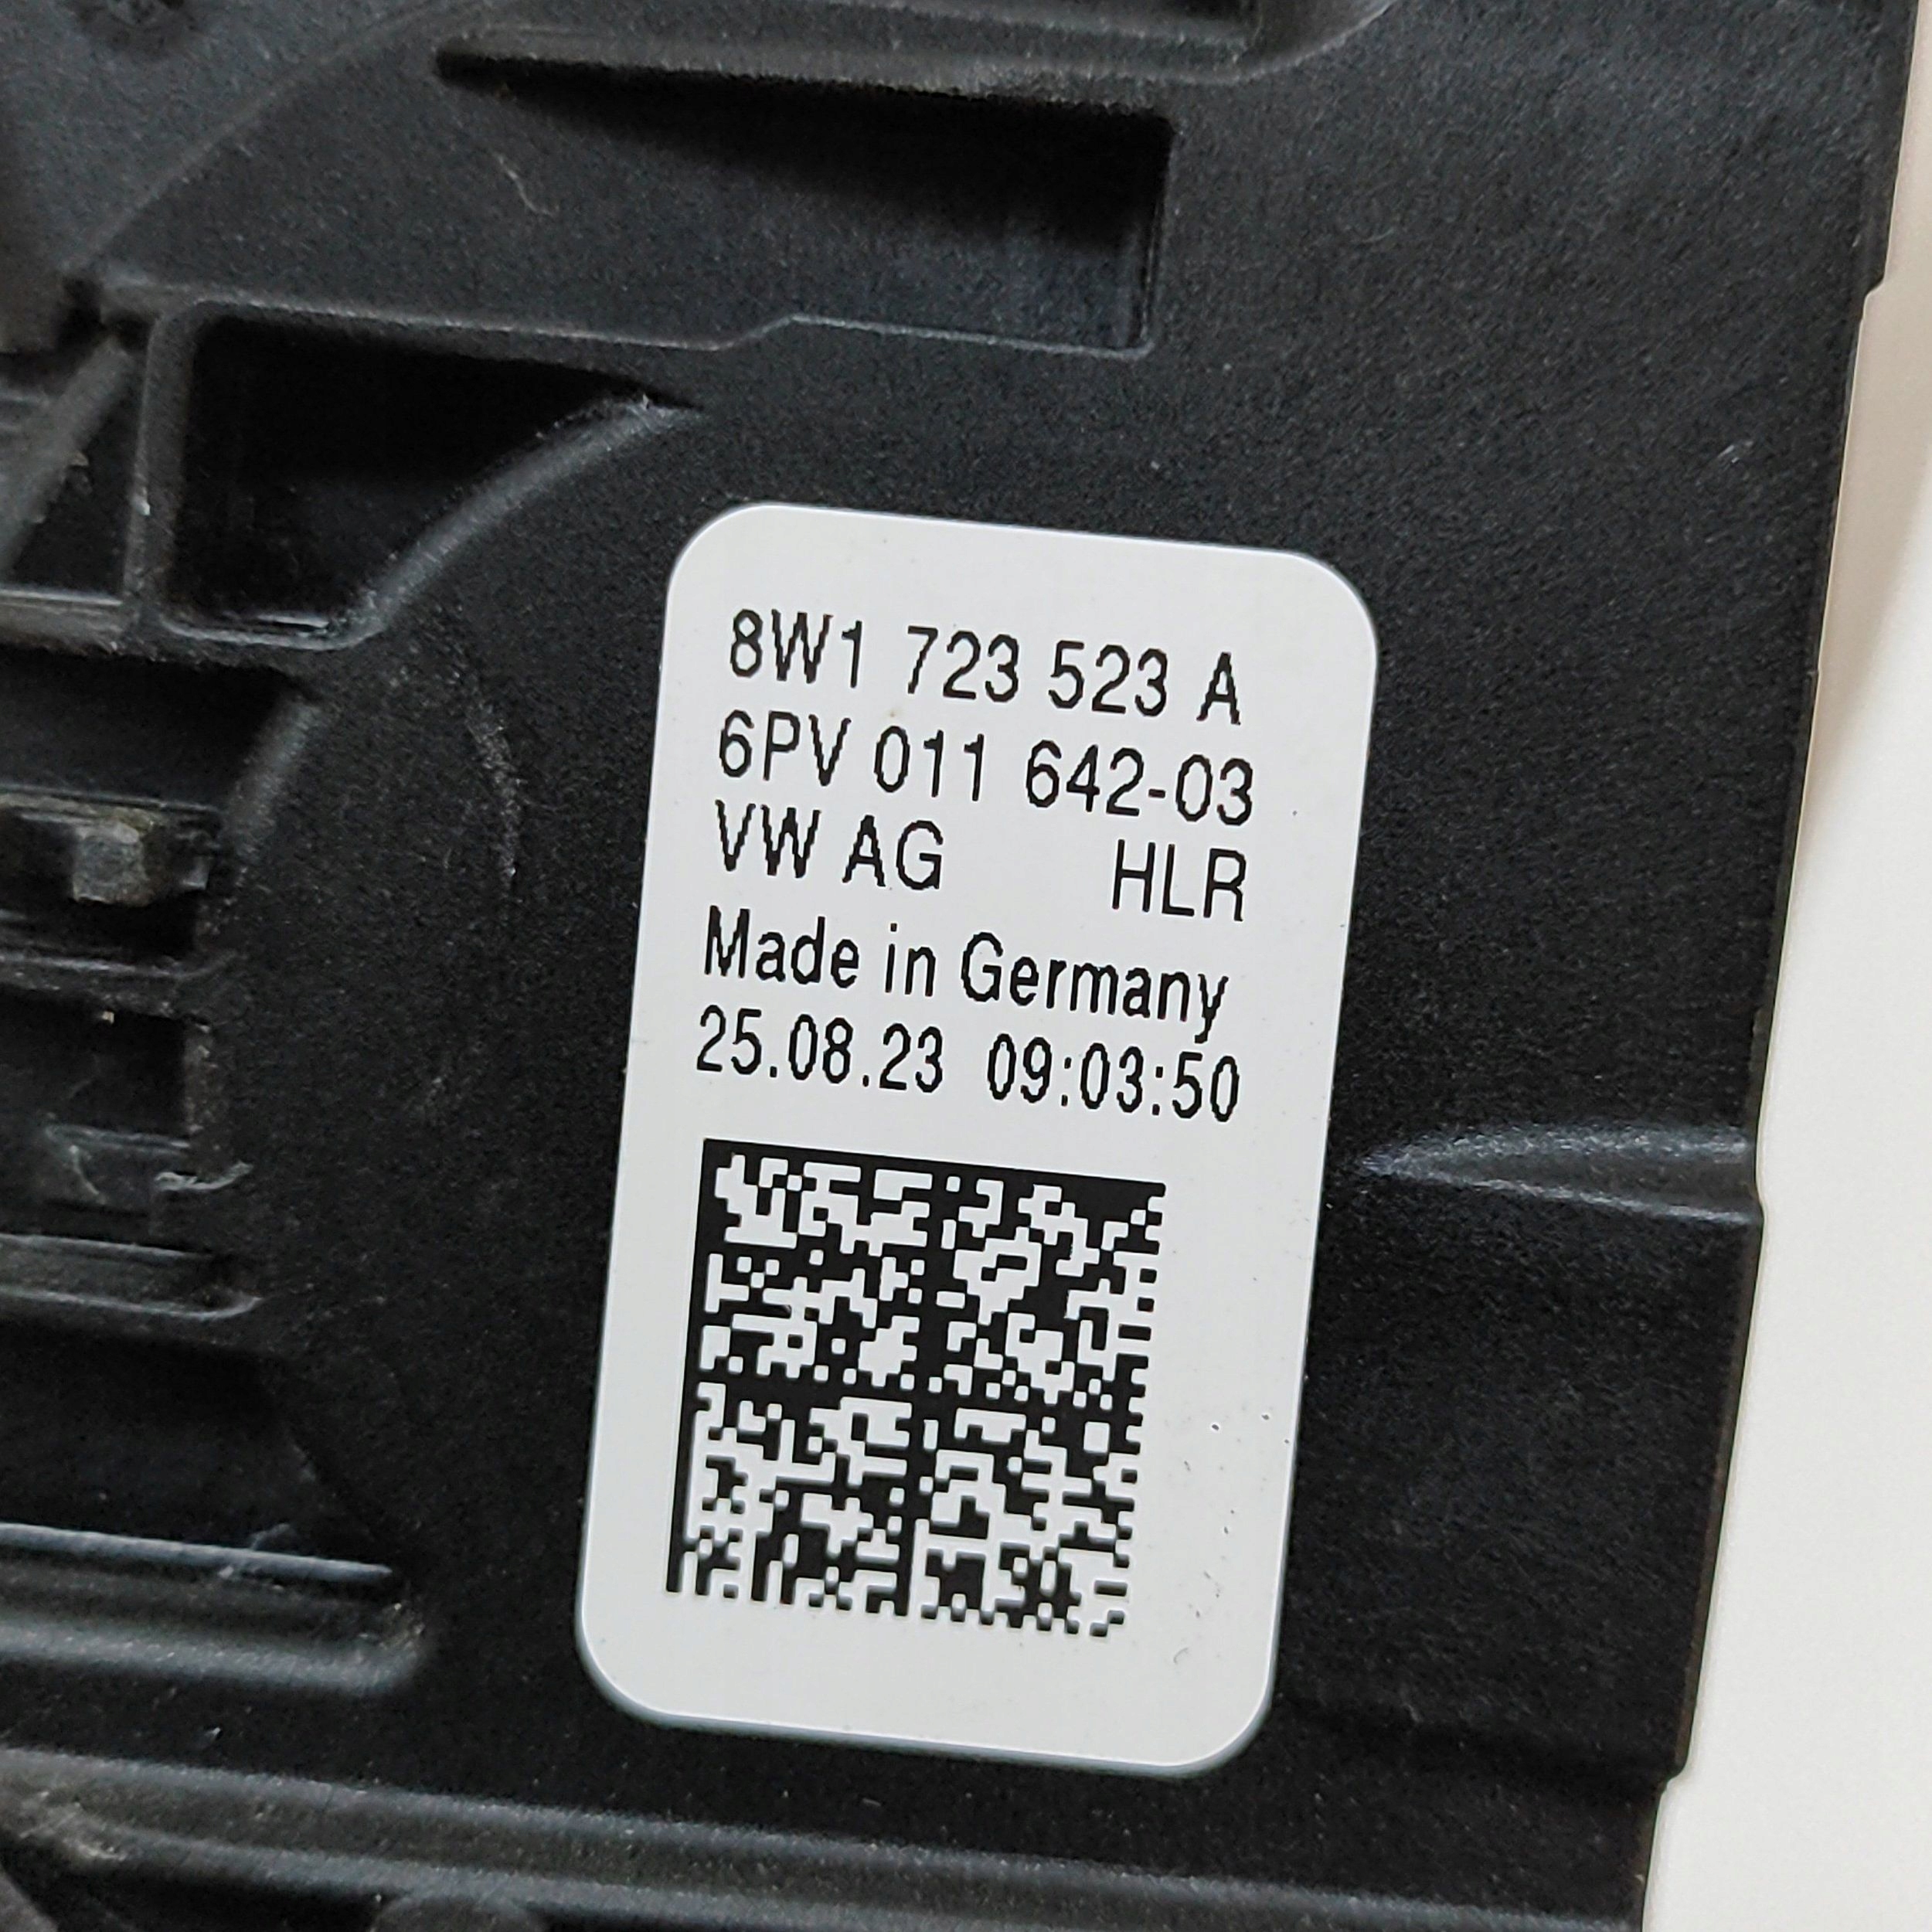 8W1 723 523 A
6PV 011 642-03
VW AG HLR
Made in Germany
25.08.23 09:03:50